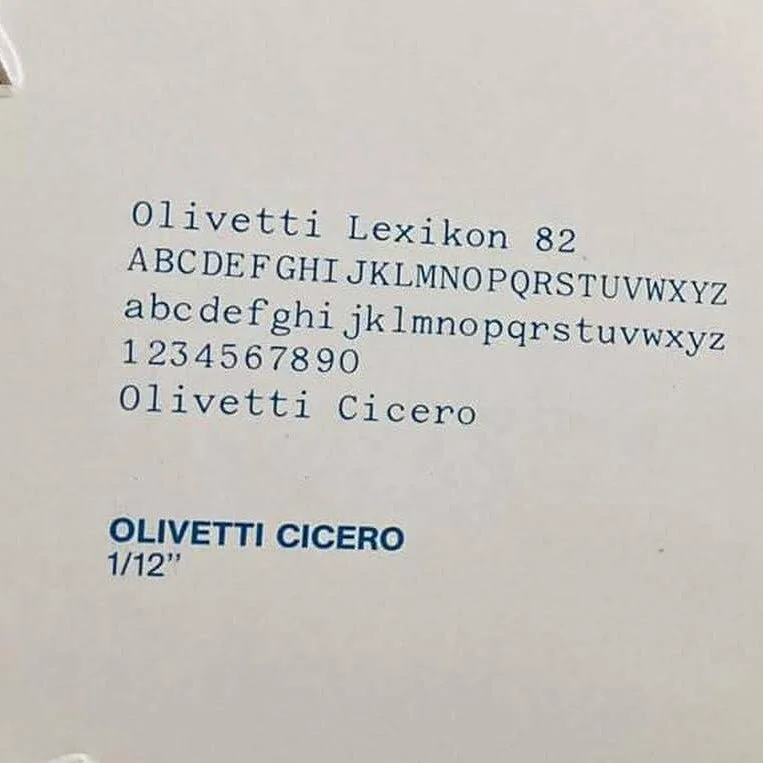 Olivetti Lexikon 82
ABCDEFGHIJKLMNOPQRSTUVWXYZ
abcdefghijklmnopqrstuvwxyz
1234567890
Olivetti Cicero
OLIVETTI CICERO
1/12”